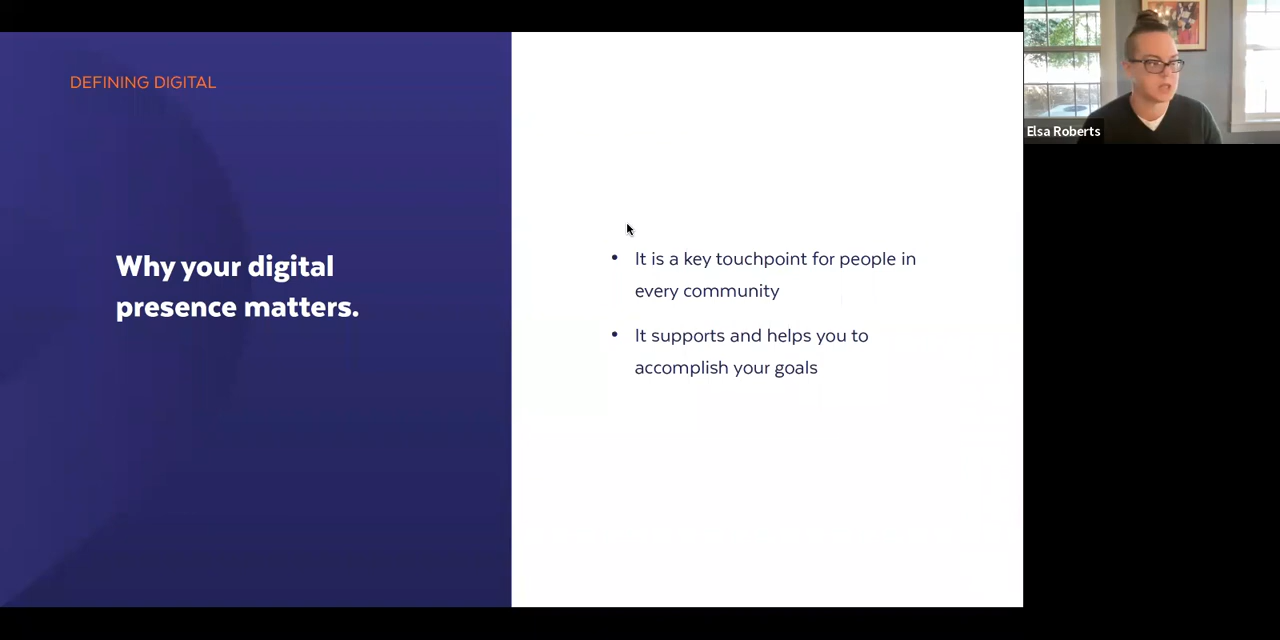 DEFINING DIGITAL
Why your digital
presence matters.
• It is a key touchpoint for people in
every community
• It supports and helps you to
accomplish your goals
Elsa Roberts